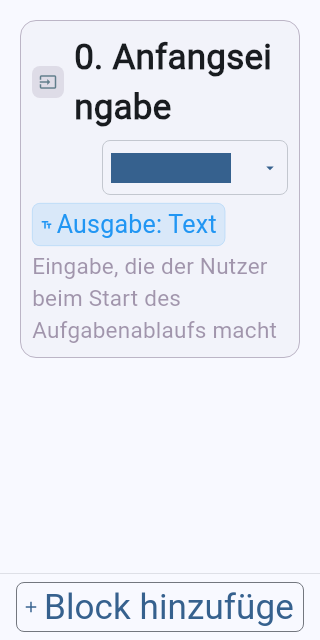 0. Anfangsei
ngabe
Ausgabe: Text
Eingabe, die der Nutzer
beim Start des
Aufgabenablaufs macht
+ Block hinzufüge